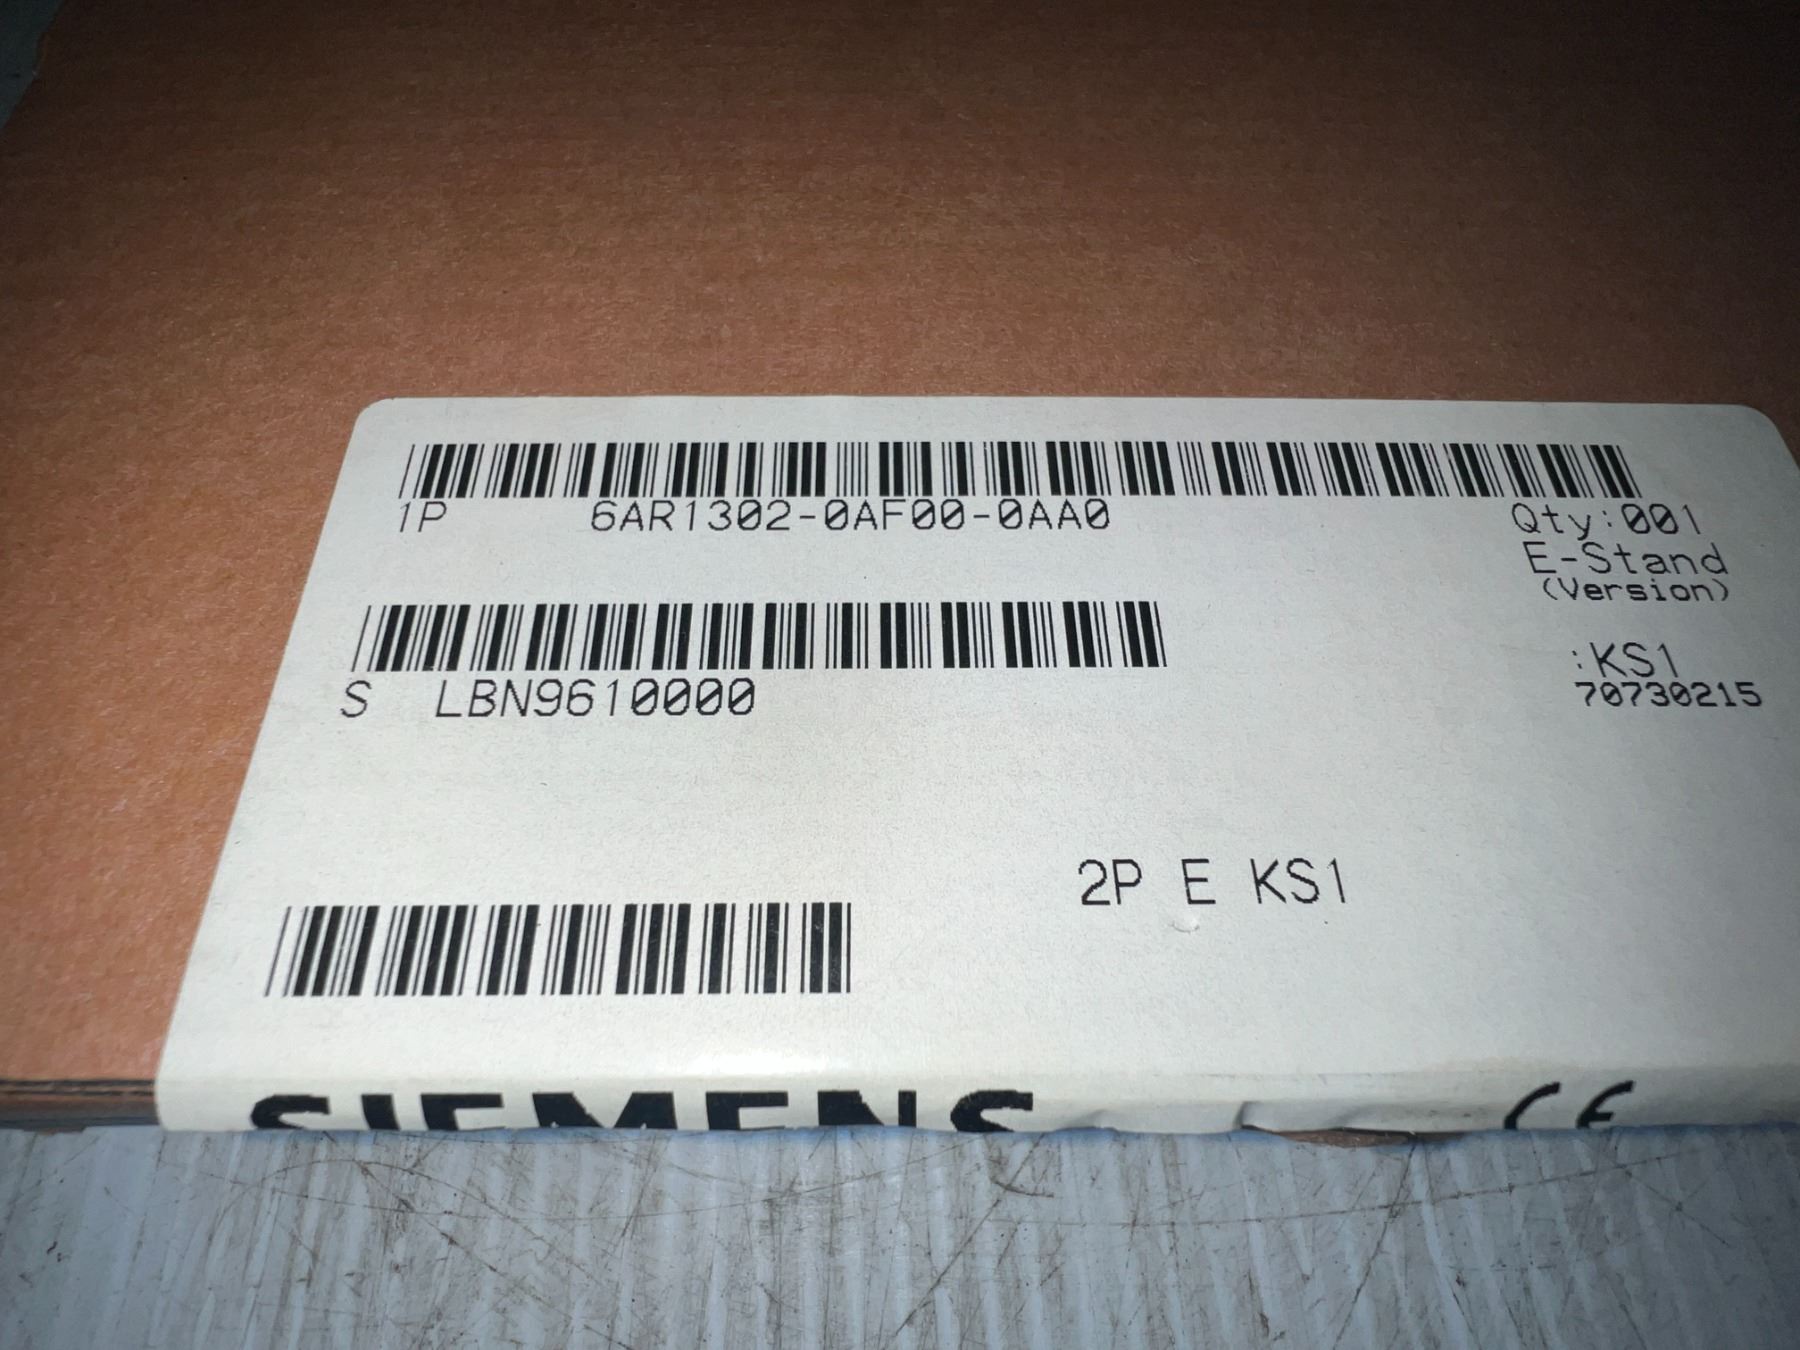 1P 6AR1302-0AF00-0AA0
Qty:001
E-Stand
(Version)
S LBN9610000
:KS1
70730215
2P E KS1
SIEMENS CE